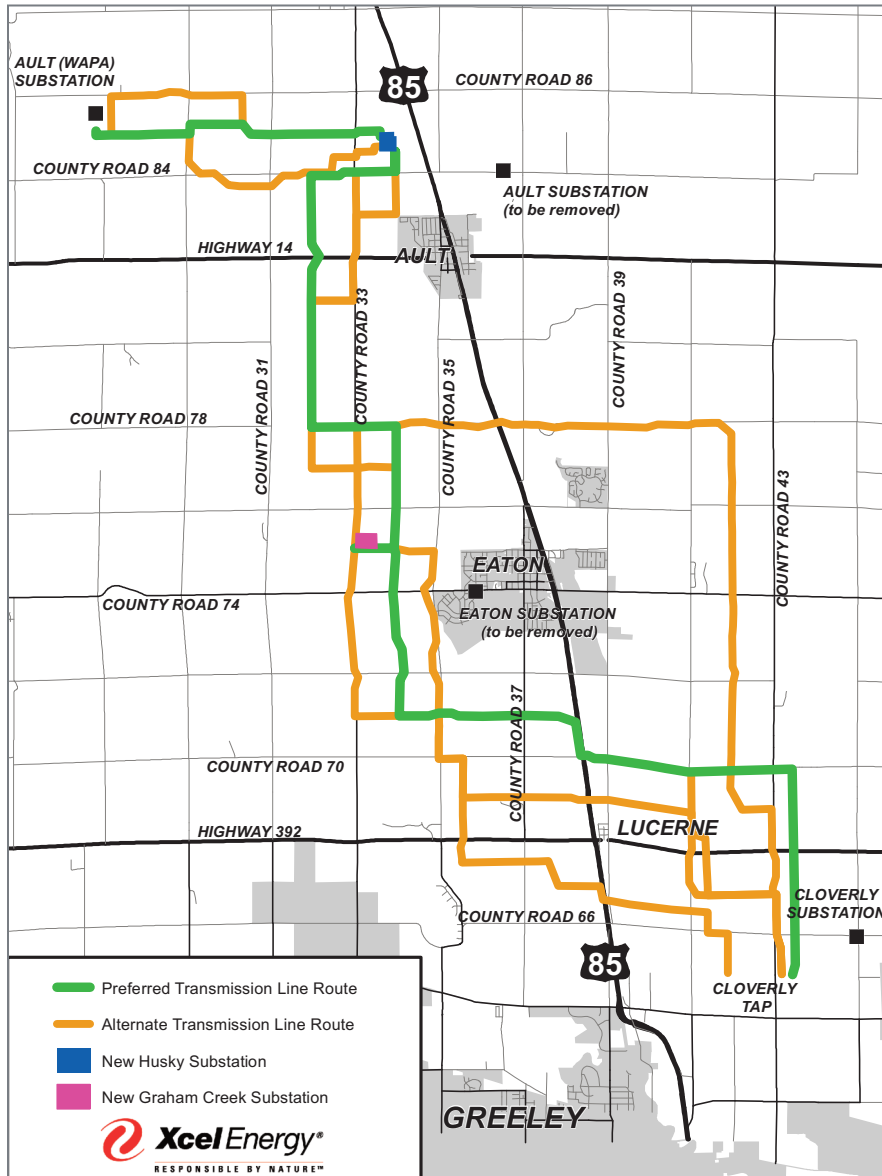 AULT (WAPA)
SUBSTATION
85
COUNTY ROAD 86
COUNTY ROAD 84
AULT SUBSTATION
(to be removed)
HIGHWAY 14
AULT
COUNTY ROAD 31
COUNTY ROAD 33
COUNTY ROAD 35
COUNTY ROAD 39
COUNTY ROAD 78
COUNTY ROAD 43
EATON
COUNTY ROAD 74
EATON SUBSTATION
(to be removed)
COUNTY ROAD 37
COUNTY ROAD 70
HIGHWAY 392
LUCERNE
CLOVERLY
SUBSTATION
COUNTY ROAD 66
85
CLOVERLY
TAP
Preferred Transmission Line Route
Alternate Transmission Line Route
New Husky Substation
New Graham Creek Substation
GREELEY
Xcel Energy®
RESPONSIBLE BY NATURE™